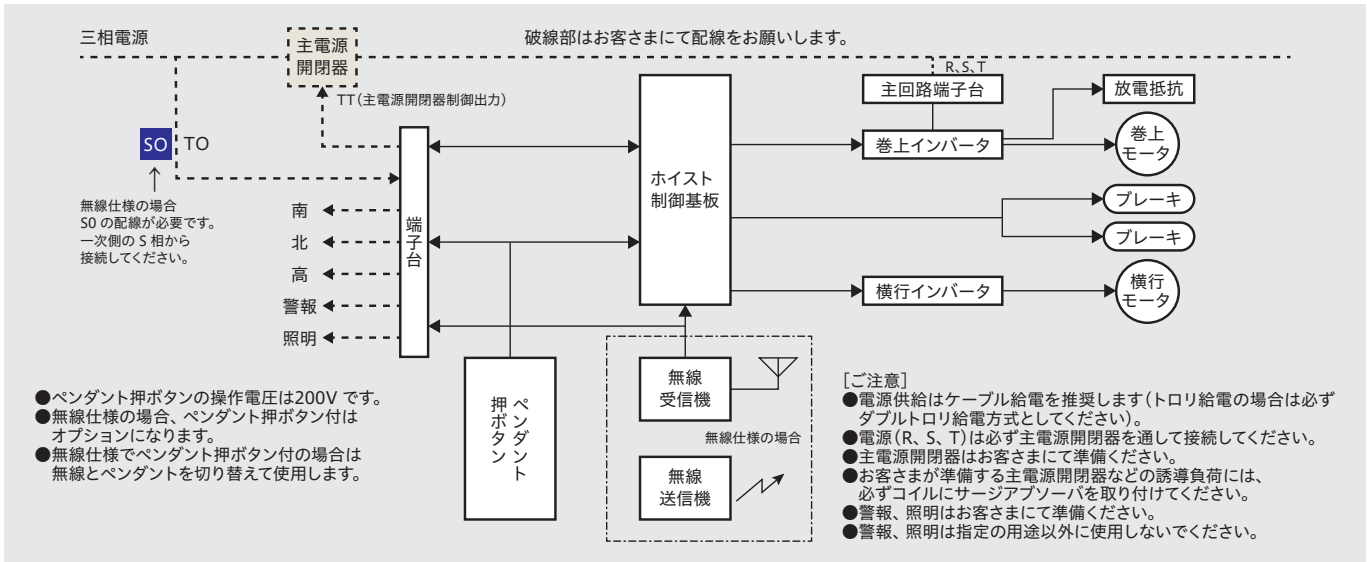 三相電源
主電源
開閉器
破線部はお客さまにて配線をお願いします。
R、S、T
TT（主電源開閉器制御出力）
主回路端子台
放電抵抗
SO
TO
巻上インバータ
巻上
モータ
ホイスト
制御基板
無線仕様の場合
S0 の配線が必要です。
一次側の S 相から
接続してください。
南
北
高
警報
照明
端子台
ブレーキ
ブレーキ
横行インバータ
横行
モータ
ペンダント
押ボタン
無線
受信機
無線仕様の場合
無線
送信機
●ペンダント押ボタンの操作電圧は200V です。
●無線仕様の場合、ペンダント押ボタン付は
オプションになります。
●無線仕様でペンダント押ボタン付の場合は
無線とペンダントを切り替えて使用します。
［ご注意］
●電源供給はケーブル給電を推奨します（トロリ給電の場合は必ず
ダブルトロリ給電方式としてください）。
●電源（R、S、T）は必ず主電源開閉器を通して接続してください。
●主電源開閉器はお客さまにて準備ください。
●お客さまが準備する主電源開閉器などの誘導負荷には、
必ずコイルにサージアブソーバを取り付けてください。
●警報、照明はお客さまにて準備ください。
●警報、照明は指定の用途以外に使用しないでください。